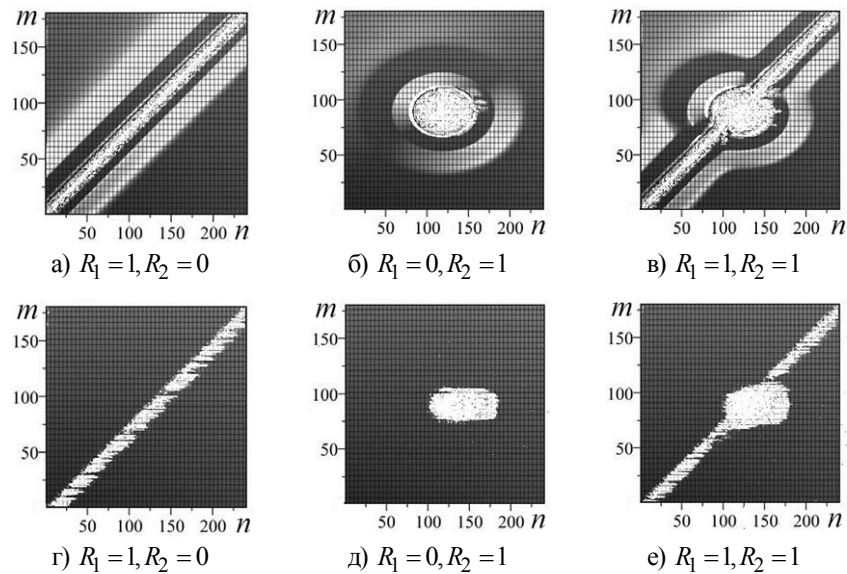 m
150
100
50
50 100 150 200 n
а) R₁ = 1, R₂ = 0
m
150
100
50
50 100 150 200 n
б) R₁ = 0, R₂ = 1
m
150
100
50
50 100 150 200 n
в) R₁ = 1, R₂ = 1
m
150
100
50
50 100 150 200 n
г) R₁ = 1, R₂ = 0
m
150
100
50
50 100 150 200 n
д) R₁ = 0, R₂ = 1
m
150
100
50
50 100 150 200 n
е) R₁ = 1, R₂ = 1